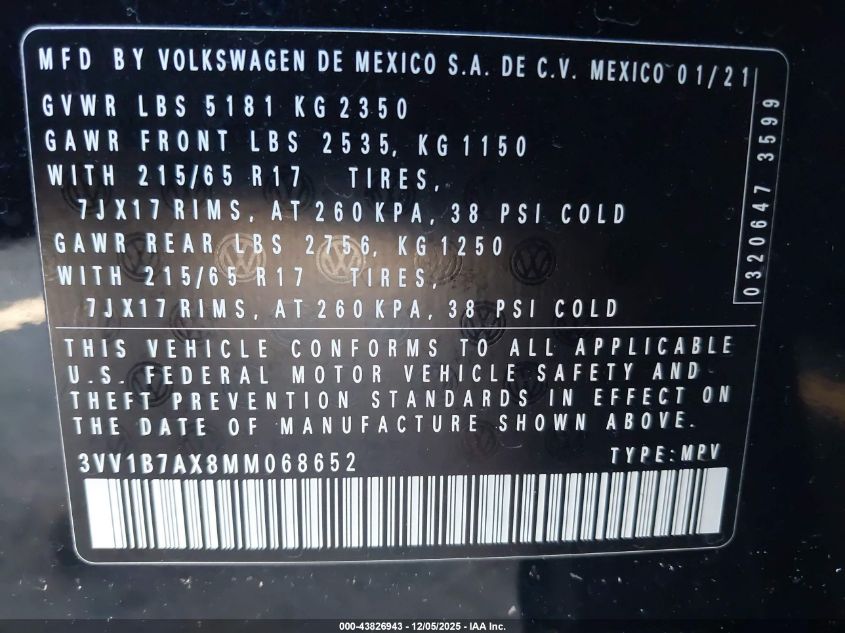 MFD BY VOLKSWAGEN DE MEXICO S.A. DE C.V. MEXICO 01/21
GVWR LBS 5181 KG 2350
GAWR FRONT LBS 2535, KG 1150
WITH 215/65 R17 TIRES,
7JX17 RIMS, AT 260 KPA, 38 PSI COLD
GAWR REAR LBS 2756, KG 1250
WITH 215/65 R17 TIRES,
7JX17 RIMS, AT 260 KPA, 38 PSI COLD
0320647 3599
THIS VEHICLE CONFORMS TO ALL APPLICABLE
U.S. FEDERAL MOTOR VEHICLE SAFETY AND
THEFT PREVENTION STANDARDS IN EFFECT ON
THE DATE OF MANUFACTURE SHOWN ABOVE.
3VV1B7AX8MM068652 TYPE: MPV
000-43826943 - 12/05/2025 - IAA Inc.